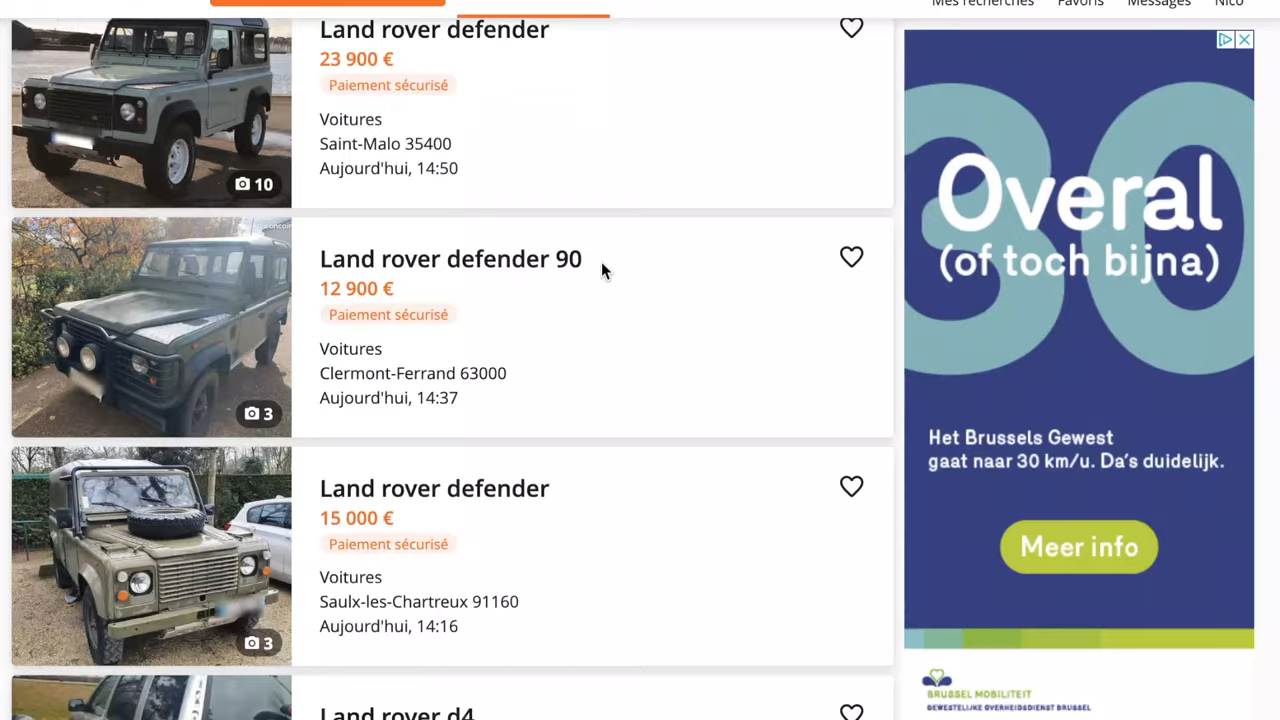 Mes recherches
Favoris
Messages
Nico
Land rover defender
23 900 €
Paiement sécurisé
Voitures
Saint-Malo 35400
Aujourd'hui, 14:50
10
Land rover defender 90
12 900 €
Paiement sécurisé
Voitures
Clermont-Ferrand 63000
Aujourd'hui, 14:37
3
Land rover defender
15 000 €
Paiement sécurisé
Voitures
Saulx-les-Chartreux 91160
Aujourd'hui, 14:16
3
Land rover d4
30
Overal
(of toch bijna)
Het Brussels Gewest
gaat naar 30 km/u. Da's duidelijk.
Meer info
BRUSSEL MOBILITEIT
GEWESTELIJKE OVERHEIDSDIENST BRUSSEL